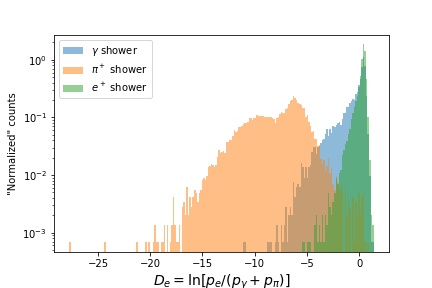 γ shower
π⁺ shower
e⁺ shower
10⁰
10⁻¹
10⁻²
10⁻³
"Normalized" counts
−25 −20 −15 −10 −5 0
Dₑ = ln[pₑ/(p_γ + p_π)]